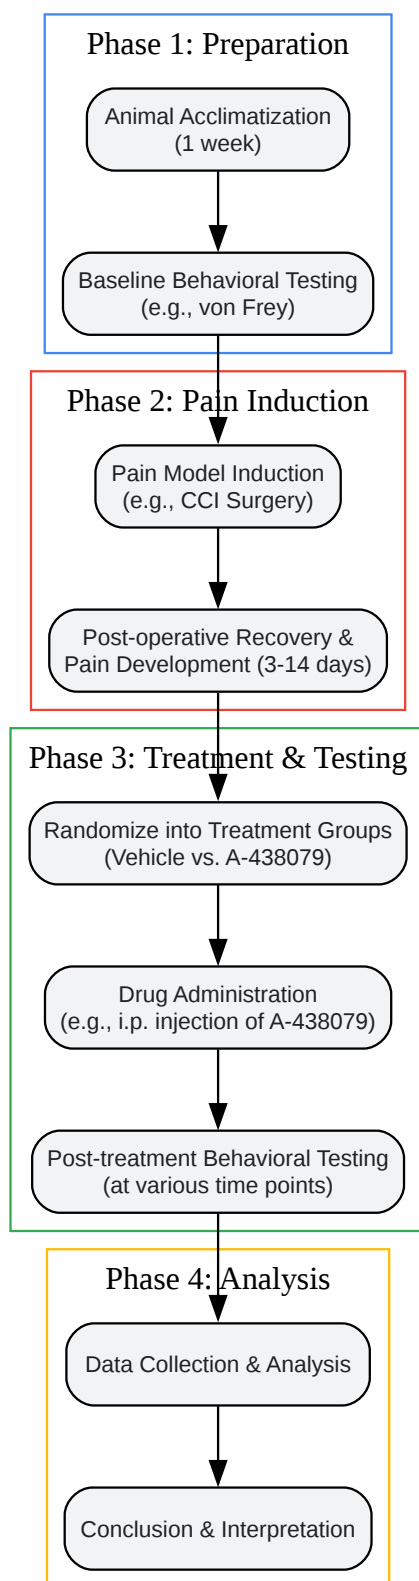 Phase 1: Preparation
Animal Acclimatization
(1 week)
Baseline Behavioral Testing
(e.g., von Frey)
Phase 2: Pain Induction
Pain Model Induction
(e.g., CCI Surgery)
Post-operative Recovery &
Pain Development (3-14 days)
Phase 3: Treatment & Testing
Randomize into Treatment Groups
(Vehicle vs. A-438079)
Drug Administration
(e.g., i.p. injection of A-438079)
Post-treatment Behavioral Testing
(at various time points)
Phase 4: Analysis
Data Collection & Analysis
Conclusion & Interpretation